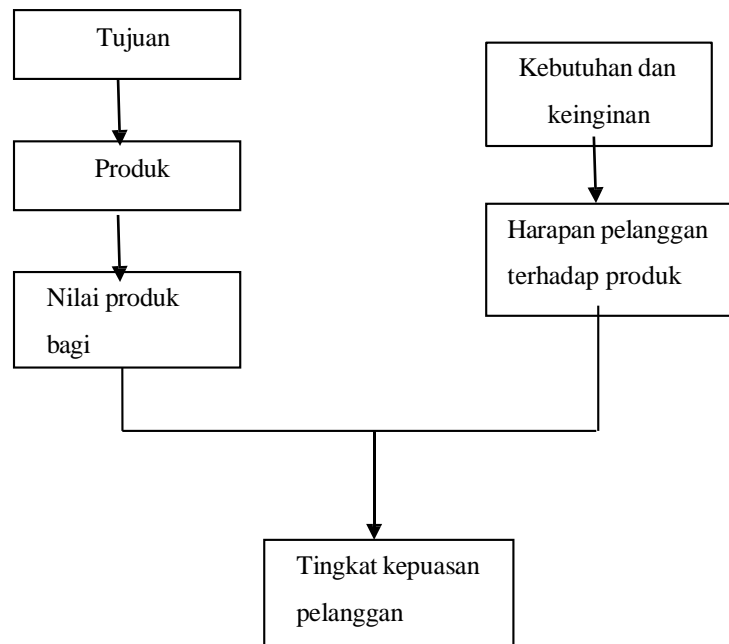 Tujuan
Produk
Nilai produk
bagi
Kebutuhan dan
keinginan
Harapan pelanggan
terhadap produk
Tingkat kepuasan
pelanggan